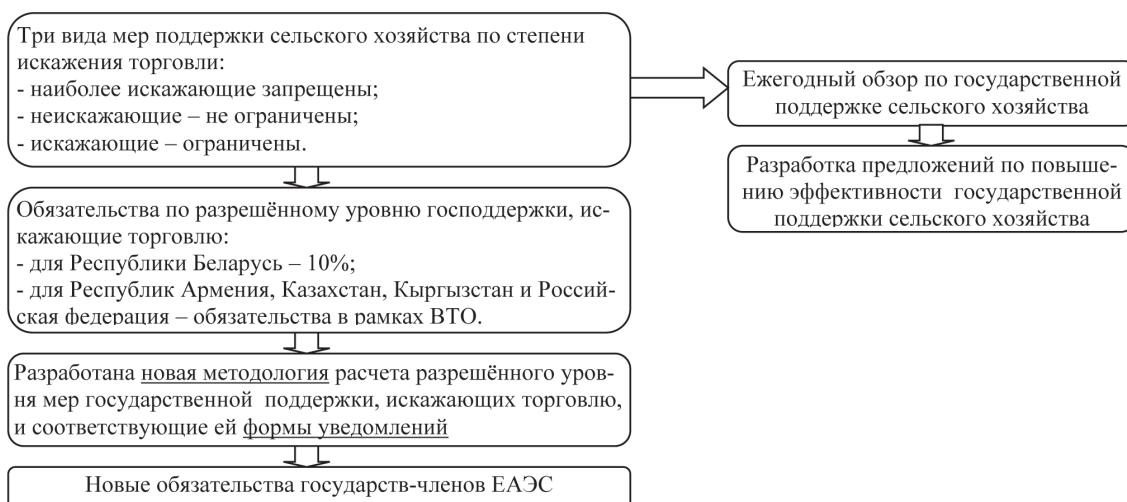 Три вида мер поддержки сельского хозяйства по степени
искажения торговли:
- наиболее искажающие запрещены;
- неискажающие – не ограничены;
- искажающие – ограничены.
Ежегодный обзор по государственной
поддержке сельского хозяйства
Разработка предложений по повыше-
нию эффективности государственной
поддержки сельского хозяйства
Обязательства по разрешённому уровню господдержки, ис-
кажающие торговлю:
- для Республики Беларусь – 10%;
- для Республик Армения, Казахстан, Кыргызстан и Россий-
ская федерация – обязательства в рамках ВТО.
Разработана новая методология расчета разрешённого уров-
ня мер государственной поддержки, искажающих торговлю,
и соответствующие ей формы уведомлений
Новые обязательства государств-членов ЕАЭС